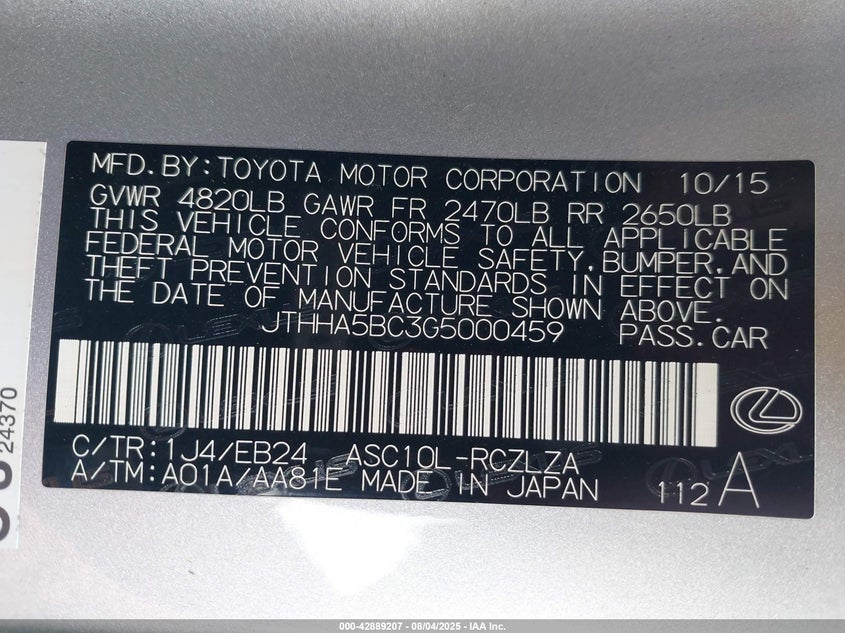 MFD.BY:TOYOTA MOTOR CORPORATION 10/15
GVWR 4820LB GAWR FR 2470LB RR 2650LB
THIS VEHICLE CONFORMS TO ALL APPLICABLE
FEDERAL MOTOR VEHICLE SAFETY,BUMPER,AND
THEFT PREVENTION STANDARDS IN EFFECT ON
THE DATE OF MANUFACTURE SHOWN ABOVE.
JTHHA5BC3G5000459 PASS.CAR
C/TR:1J4/EB24 ASC10L-RCZLZA
A/TM:A01A/AA81E MADE IN JAPAN 112A
24370
000-42889207 - 08/04/2025 - IAA Inc.